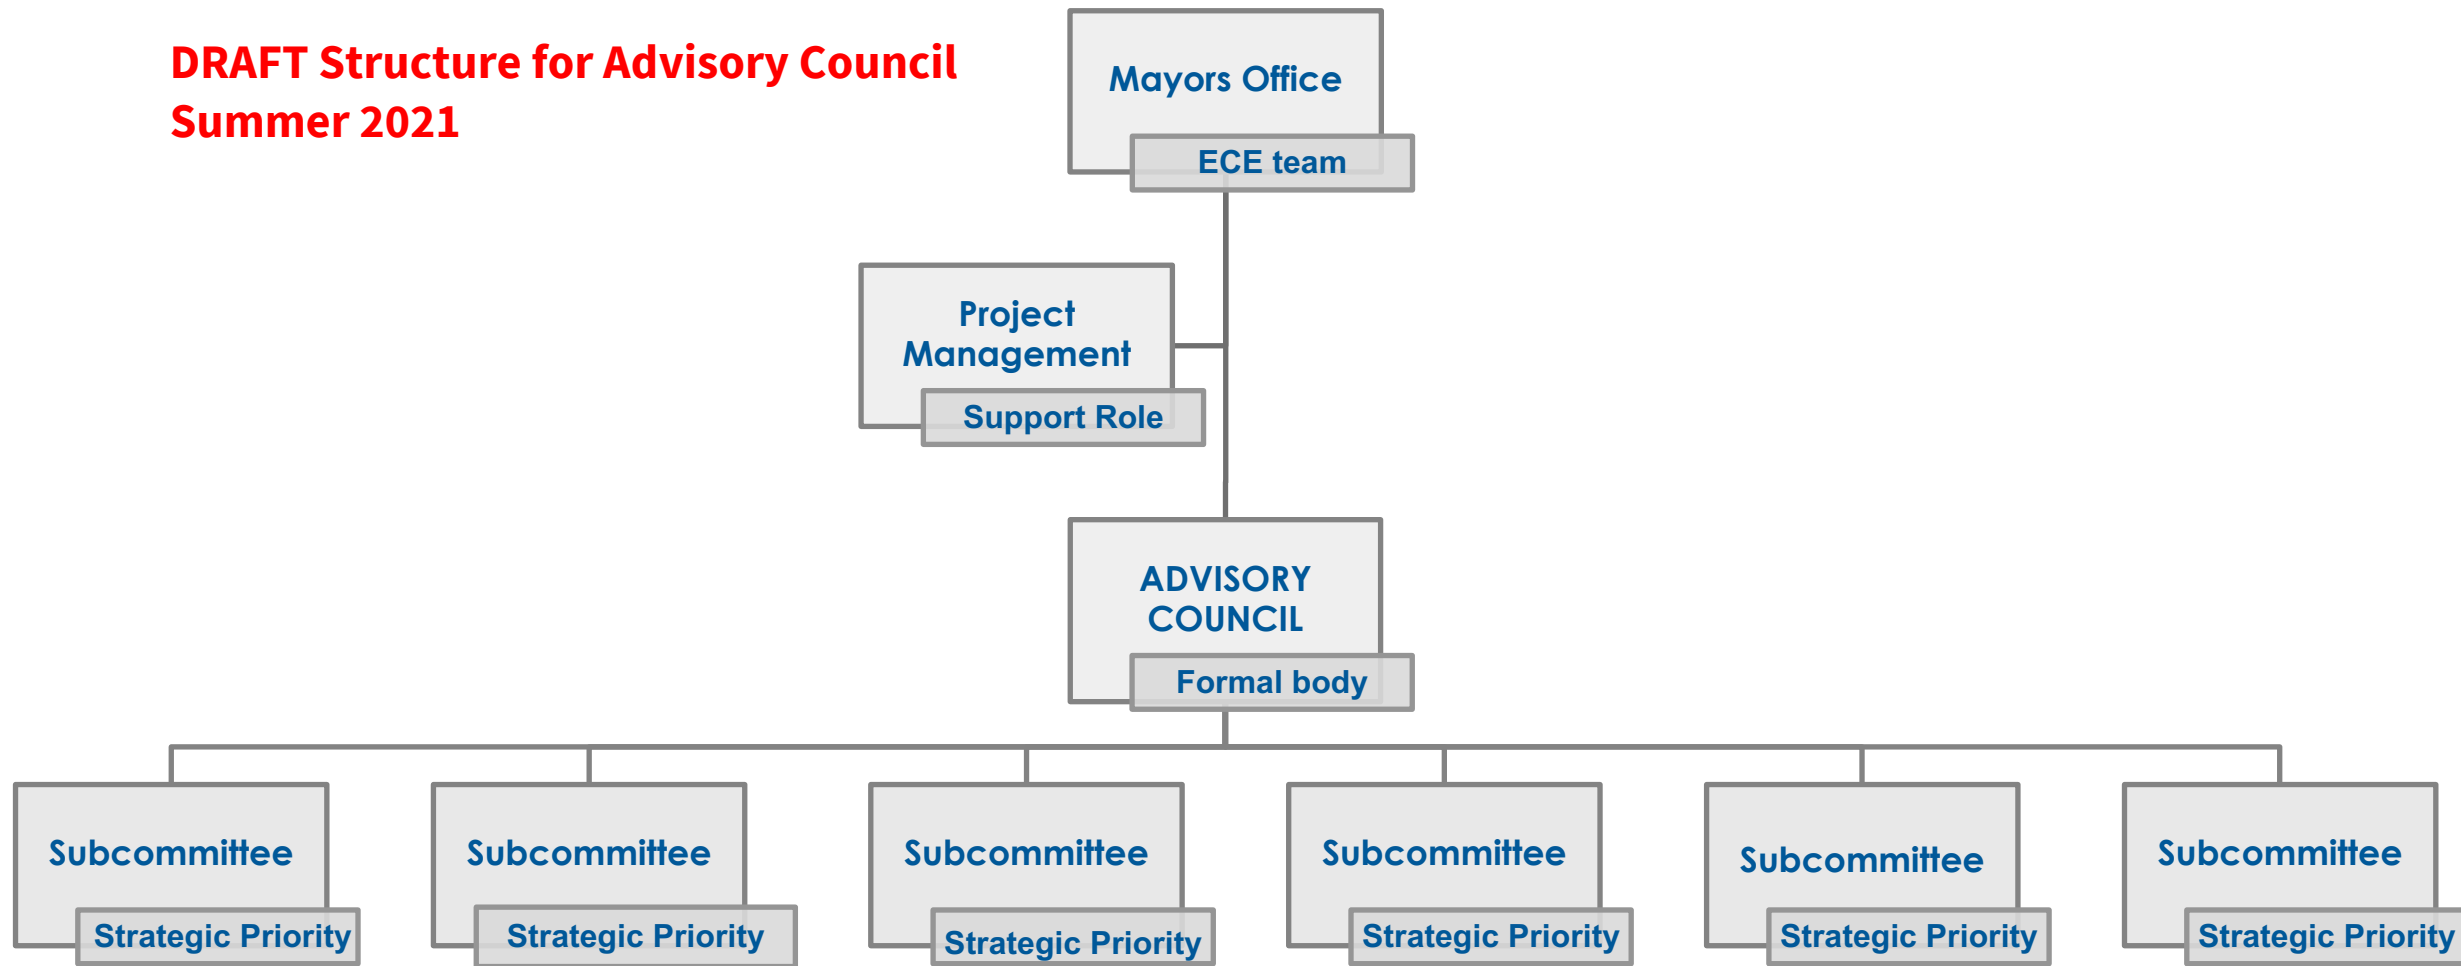 DRAFT Structure for Advisory Council
Summer 2021
Mayors Office
ECE team
Project
Management
Support Role
ADVISORY
COUNCIL
Formal body
Subcommittee
Strategic Priority
Subcommittee
Strategic Priority
Subcommittee
Strategic Priority
Subcommittee
Strategic Priority
Subcommittee
Strategic Priority
Subcommittee
Strategic Priority